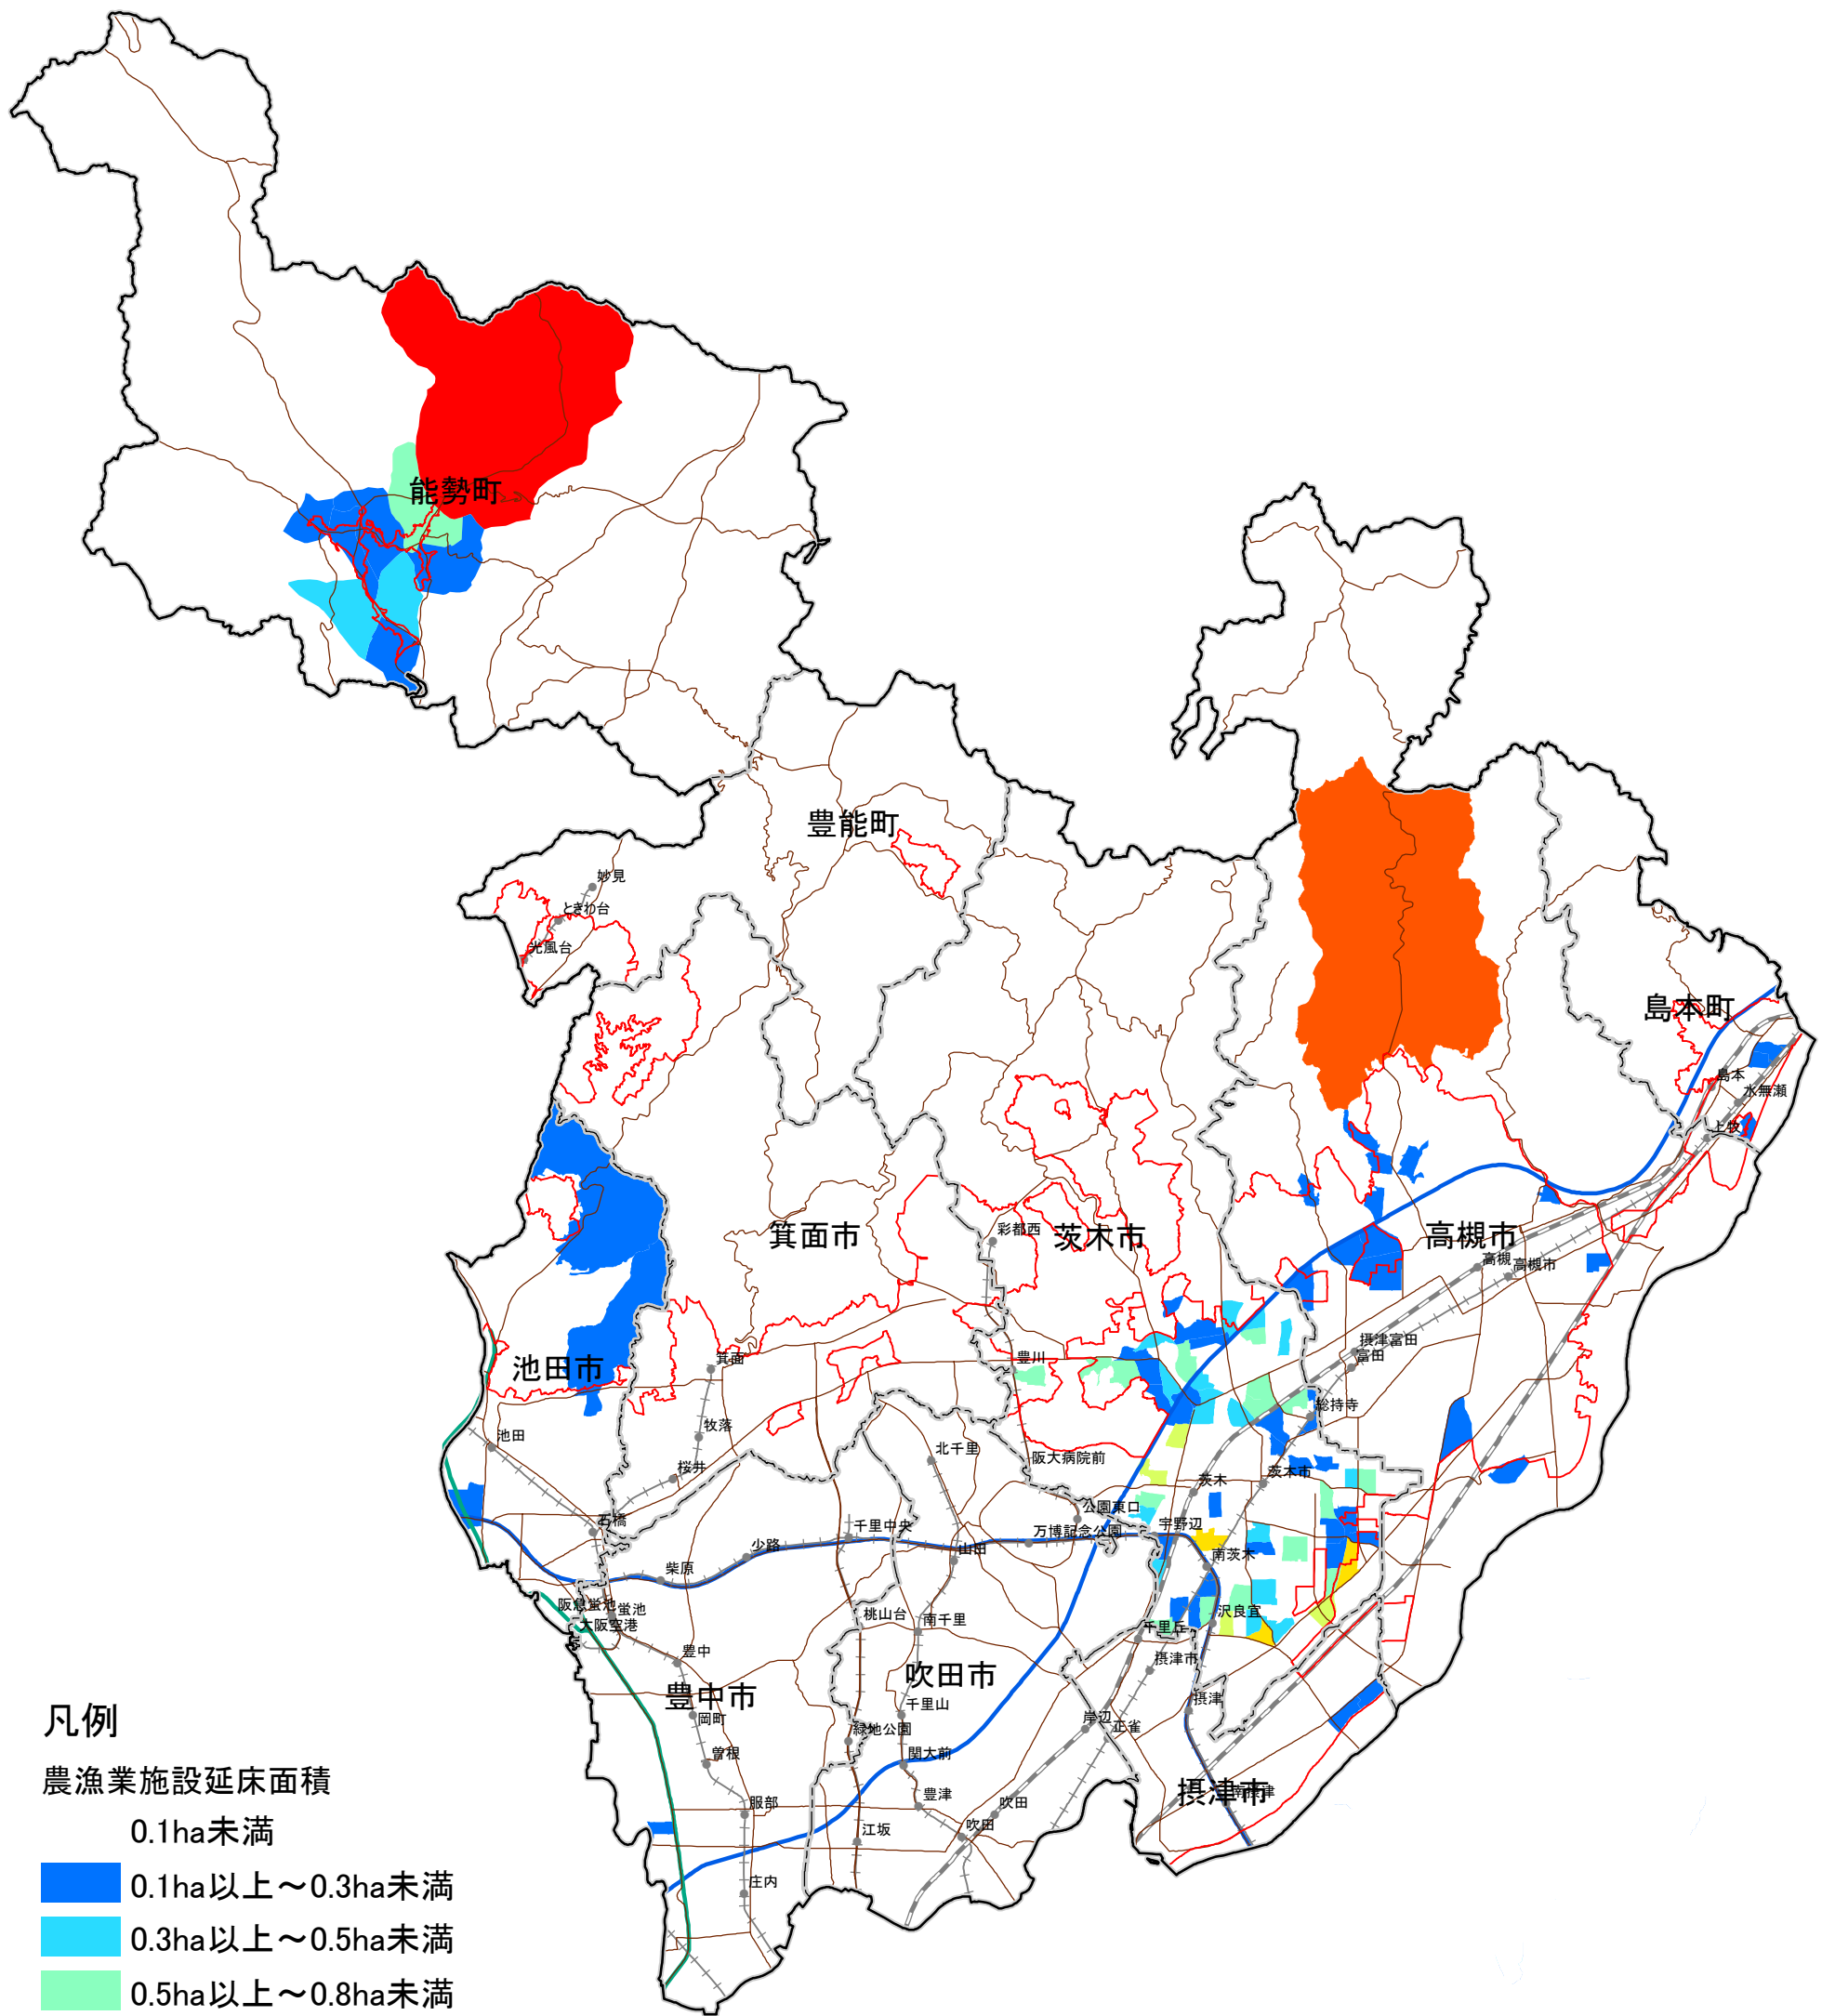 能勢町
豊能町
妙見
ときわ台
光風台
島本町
島本
水無瀬
上牧
箕面市
彩都西
茨木市
高槻市
高槻
高槻市
摂津富田
富田
池田市
箕面
豊川
総持寺
池田
牧落
北千里
桜井
阪大病院前
茨木
茨木市
公園東口
石橋
千里中央
万博記念公園
宇野辺
少路
山田
南茨木
柴原
阪急蛍池
蛍池
大阪空港
桃山台
南千里
沢良宜
千里丘
豊中
摂津市
吹田市
豊中市
千里山
摂津
岡町
緑地公園
岸辺
正雀
曽根
関大前
摂津市
南摂津
服部
豊津
吹田
江坂
吹田
庄内
凡例
農漁業施設延床面積
0.1ha未満
0.1ha以上～0.3ha未満
0.3ha以上～0.5ha未満
0.5ha以上～0.8ha未満